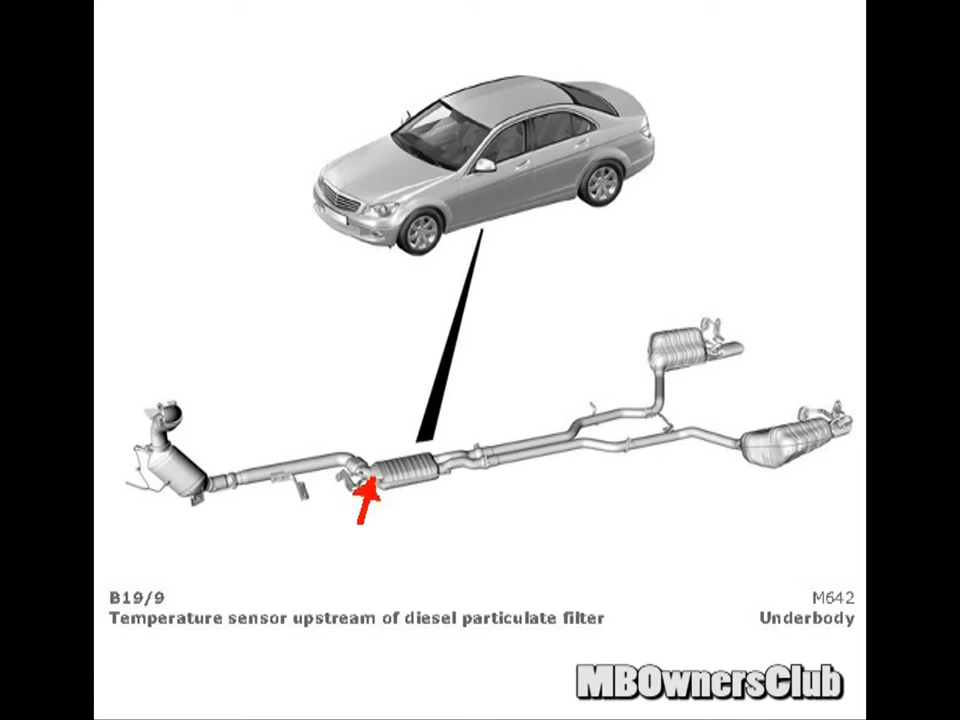 B19/9
M642
Temperature sensor upstream of diesel particulate filter
Underbody
MBOwnersClub